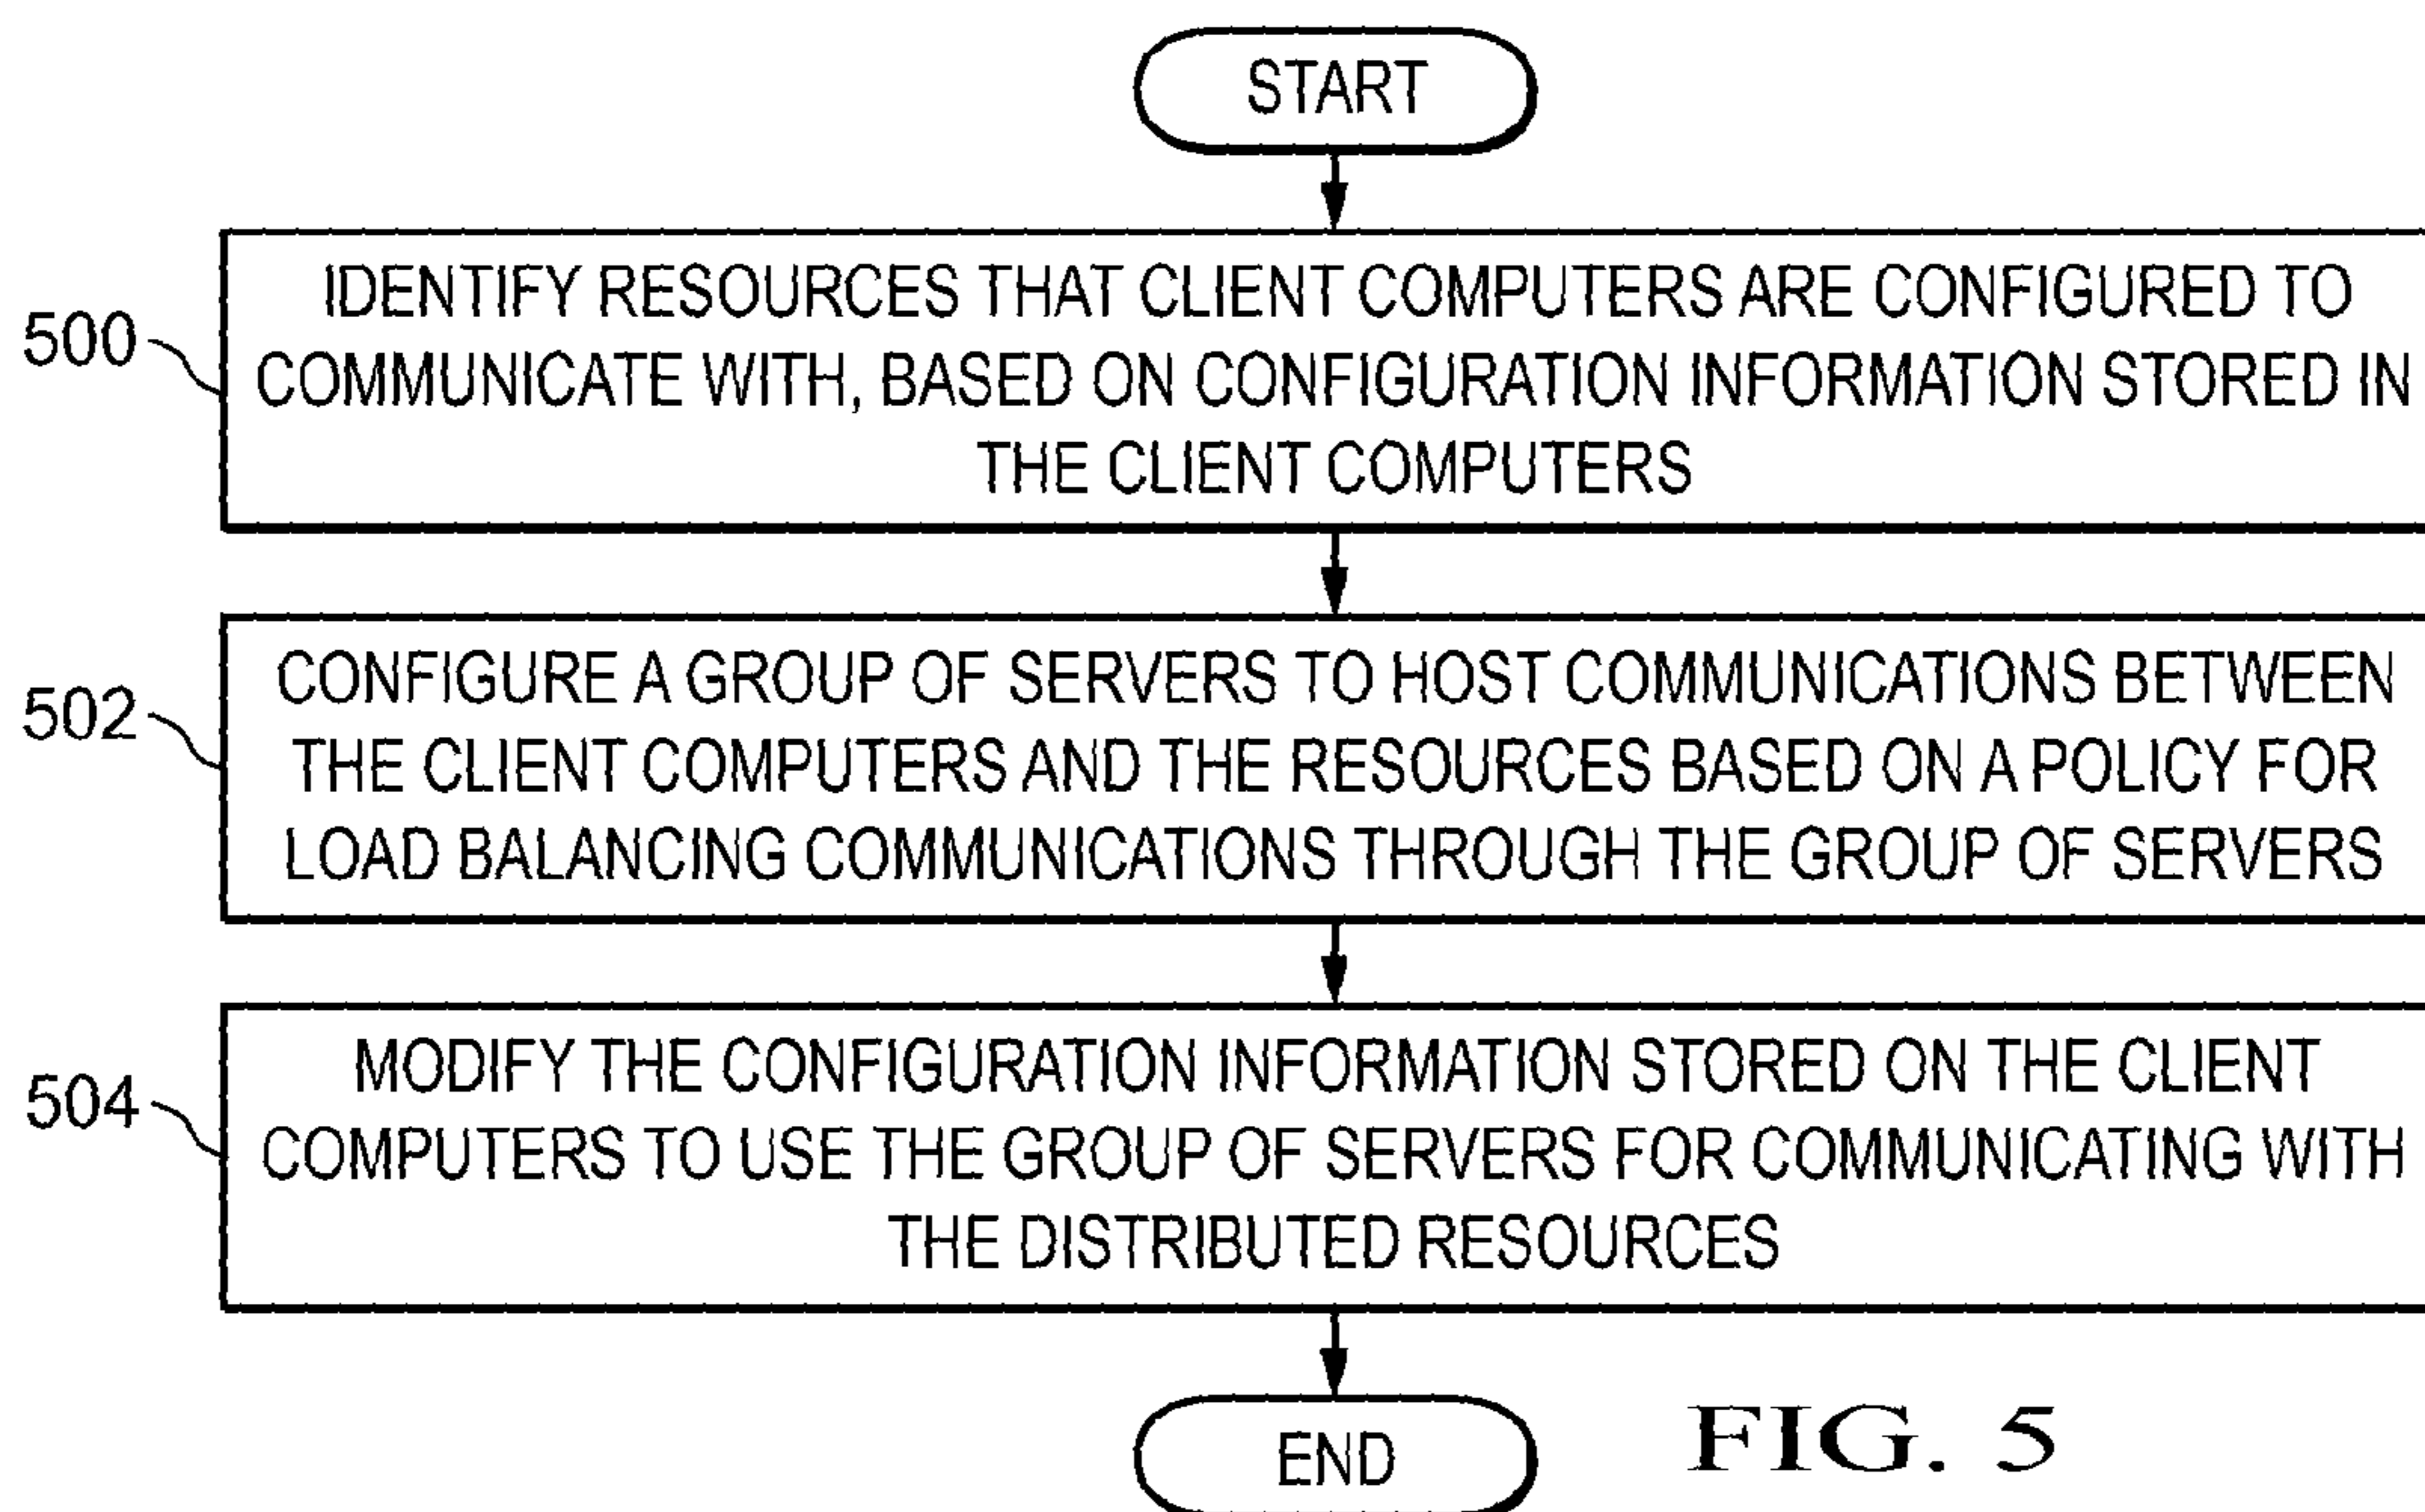 START
IDENTIFY RESOURCES THAT CLIENT COMPUTERS ARE CONFIGURED TO
500
COMMUNICATE WITH, BASED ON CONFIGURATION INFORMATION STORED IN
THE CLIENT COMPUTERS
CONFIGURE A GROUP OF SERVERS TO HOST COMMUNICATIONS BETWEEN
502
THE CLIENT COMPUTERS AND THE RESOURCES BASED ON A POLICY FOR
LOAD BALANCING COMMUNICATIONS THROUGH THE GROUP OF SERVERS
MODIFY THE CONFIGURATION INFORMATION STORED ON THE CLIENT
504
COMPUTERS TO USE THE GROUP OF SERVERS FOR COMMUNICATING WITH
THE DISTRIBUTED RESOURCES
END
FIG. 5